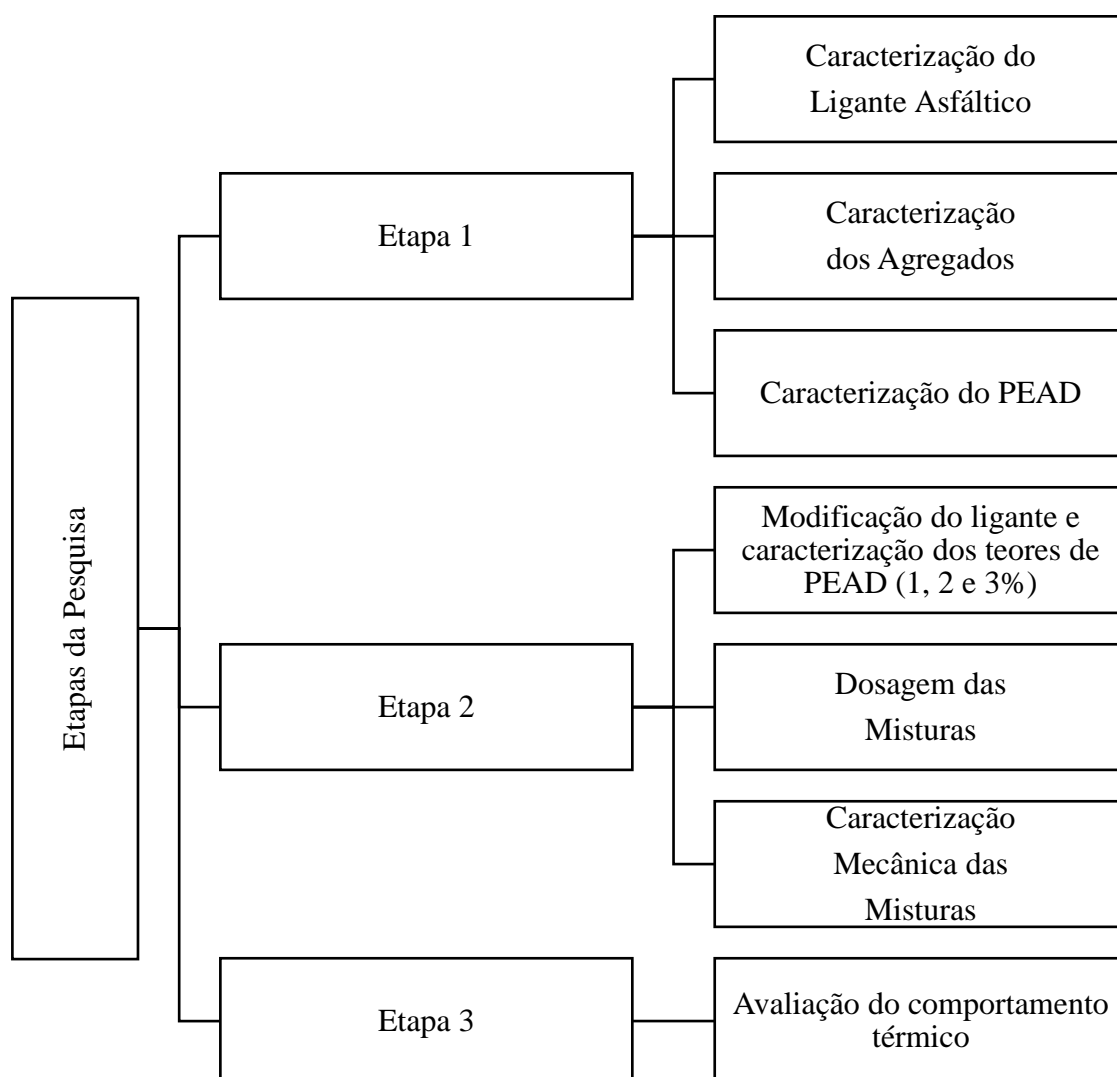 Etapas da Pesquisa
Etapa 1
Caracterização do
Ligante Asfáltico
Caracterização
dos Agregados
Caracterização do PEAD
Etapa 2
Modificação do ligante e
caracterização dos teores de
PEAD (1, 2 e 3%)
Dosagem das
Misturas
Caracterização
Mecânica das
Misturas
Etapa 3
Avaliação do comportamento
térmico